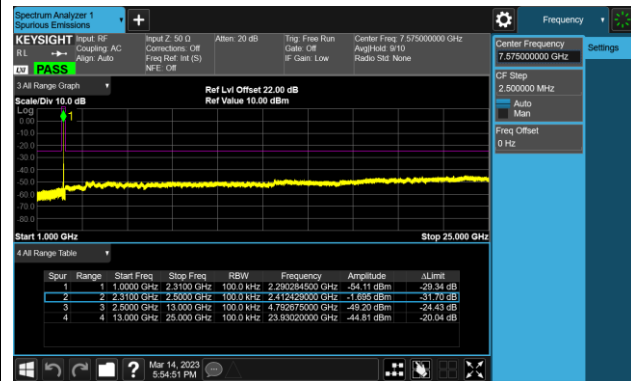 Spectrum Analyzer 1
Spurious Emissions
Frequency
KEYSIGHT Input: RF Input Z: 50 Ω Atten: 20 dB Trig: Free Run Center Freq: 7.575000000 GHz
RL Coupling: AC Corrections: Off Gate: Off Avg|Hold: 9/10
Align: Auto Freq Ref: Int (S) IF Gain: Low Radio Std: None
LXI PASS NFE: Off
Center Frequency
7.575000000 GHz
Settings
CF Step
2.500000 MHz
Auto
Man
Freq Offset
0 Hz
3 All Range Graph
Ref Lvl Offset 22.00 dB
Scale/Div 10.0 dB Ref Value 10.00 dBm
Log
1
0.00
-10.0
-20.0
-30.0
-40.0
-50.0
-60.0
-70.0
-80.0
Start 1.000 GHz Stop 25.000 GHz
4 All Range Table
Spur Range Start Freq Stop Freq RBW Frequency Amplitude ΔLimit
1 1 1.0000 GHz 2.3100 GHz 100.0 kHz 2.290284500 GHz -54.11 dBm -29.34 dB
2 2 2.3100 GHz 2.5000 GHz 100.0 kHz 2.412429000 GHz -1.695 dBm -31.70 dB
3 3 2.5000 GHz 13.000 GHz 100.0 kHz 4.792675000 GHz -49.20 dBm -24.43 dB
4 4 13.000 GHz 25.000 GHz 100.0 kHz 23.93020000 GHz -44.81 dBm -20.04 dB
Mar 14, 2023
5:54:51 PM